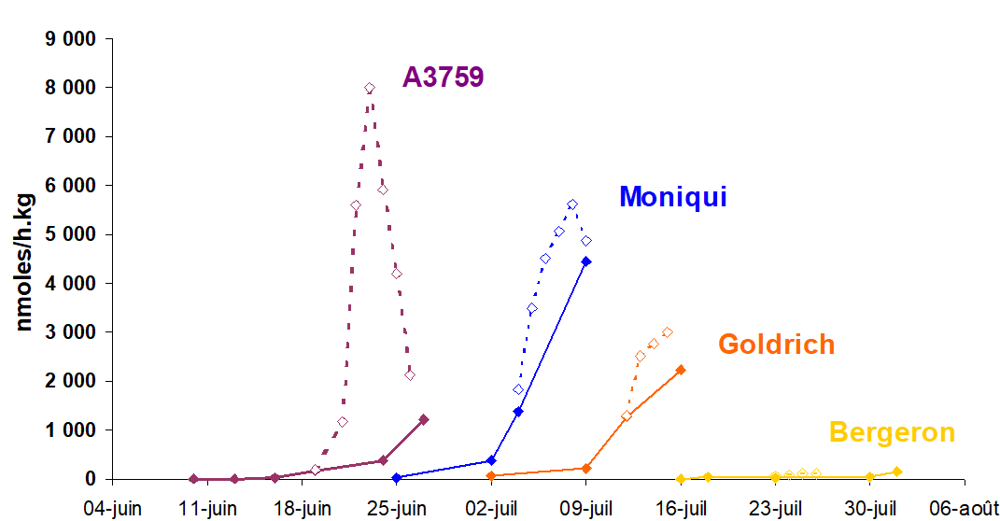 9 000
8 000
7 000
6 000
5 000
4 000
3 000
2 000
1 000
0
nmoles/h.kg
A3759
Moniqui
Goldrich
Bergeron
04-juin 11-juin 18-juin 25-juin 02-juil 09-juil 16-juil 23-juil 30-juil 06-août